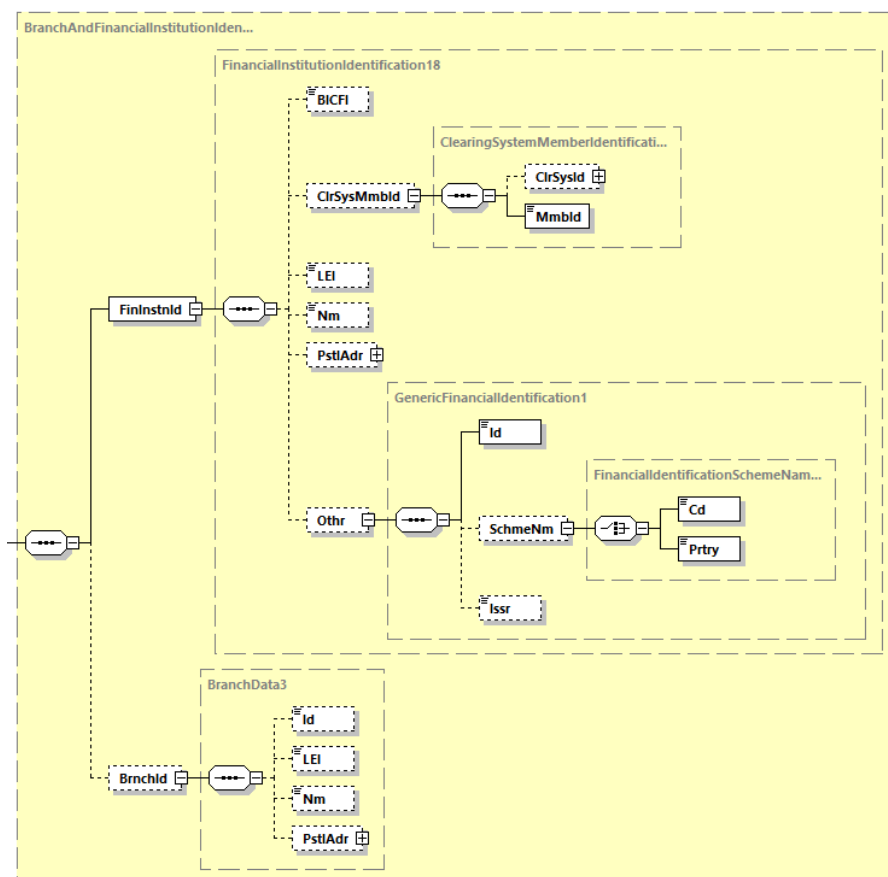 BranchAndFinancialInstitutionIden...
FinancialInstitutionIdentification18
BICFI
ClearingSystemMemberIdentificati...
ClrSysId
ClrSysMmbId
MmbId
LEI
FinInstnId
Nm
PstlAdr
GenericFinancialIdentification1
Id
FinancialIdentificationSchemeNam...
Cd
Othr
SchmeNm
Prtry
Issr
BranchData3
Id
LEI
BrnchId
Nm
PstlAdr